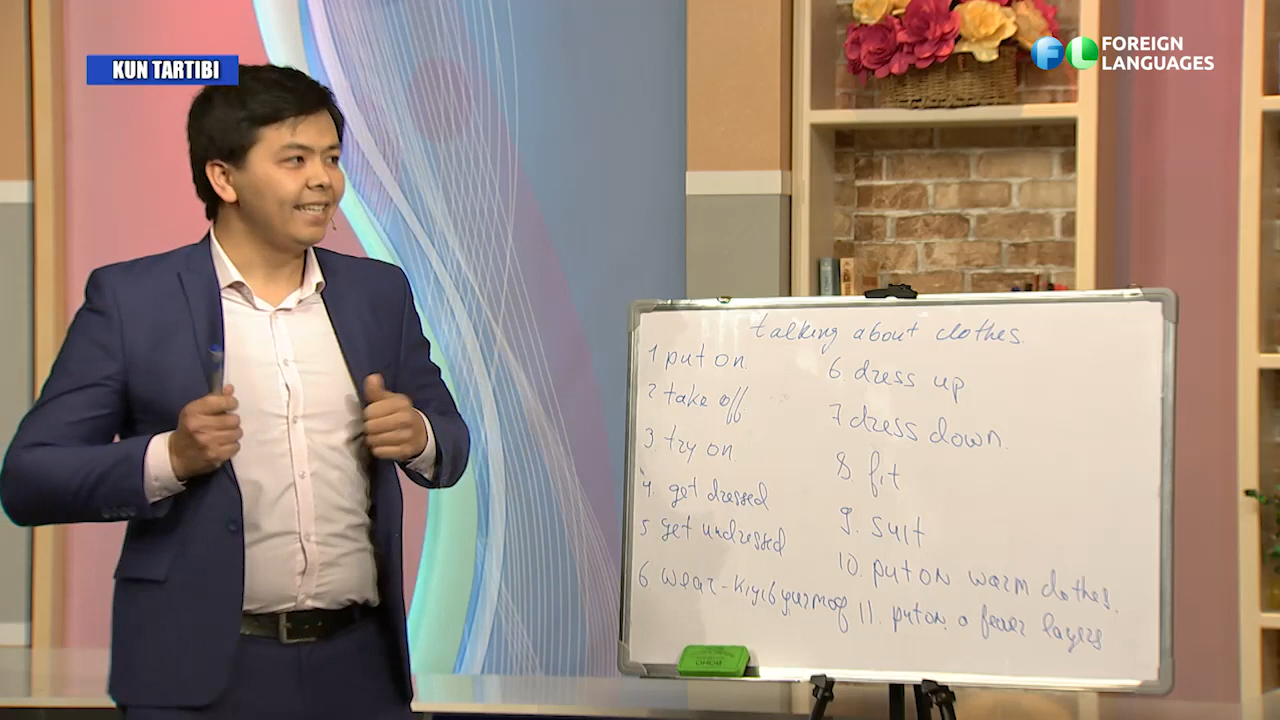 KUN TARTIBI
FOREIGN
LANGUAGES
talking about clothes.
1 put on.
2 take off.
3. try on.
4. get dressed
5 get undressed
6. wear - kiyib yurmoq
6. dress up
7 dress down.
8. fit
9. suit
10. put on warm clothes.
11. put on a fewer layers